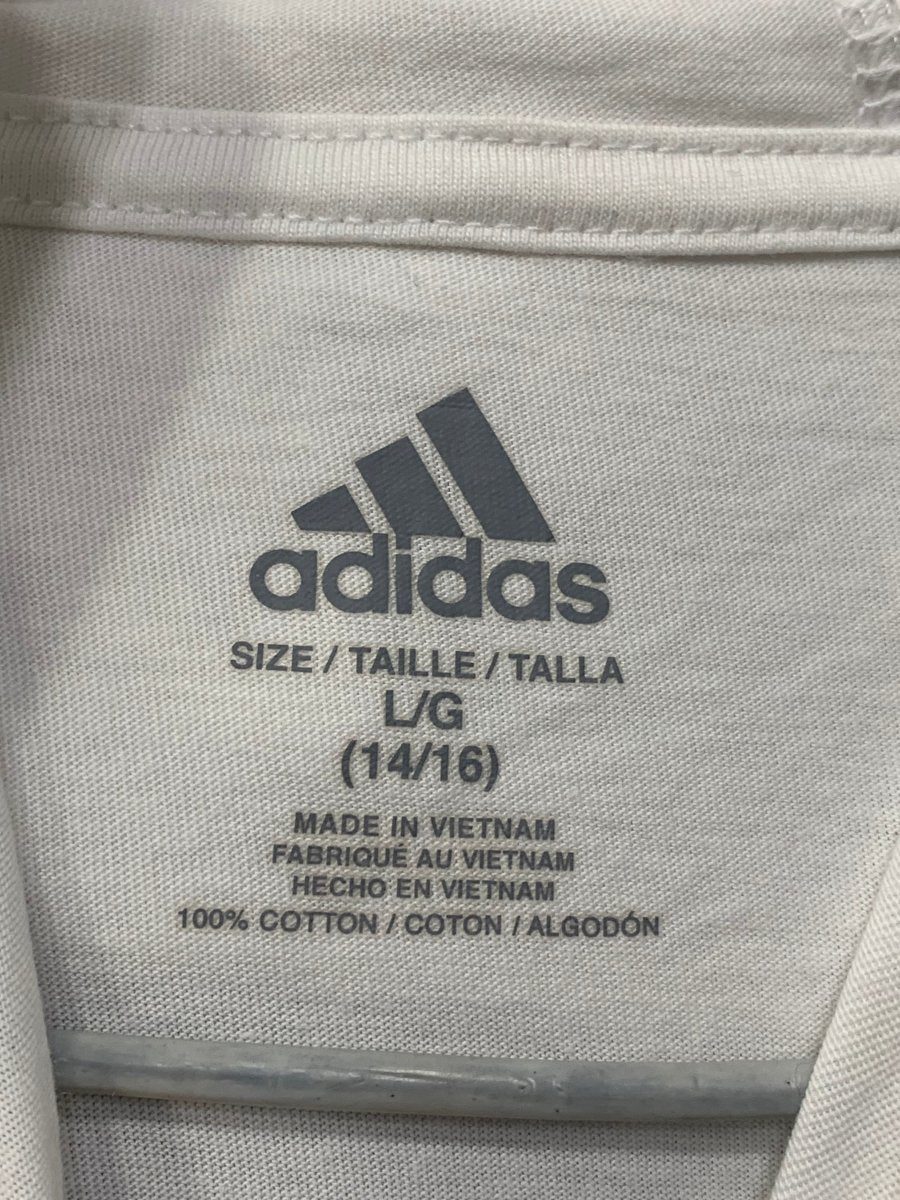 adidas
SIZE / TAILLE / TALLA
L/G
(14/16)
MADE IN VIETNAM
FABRIQUÉ AU VIETNAM
HECHO EN VIETNAM
100% COTTON / COTON / ALGODÓN